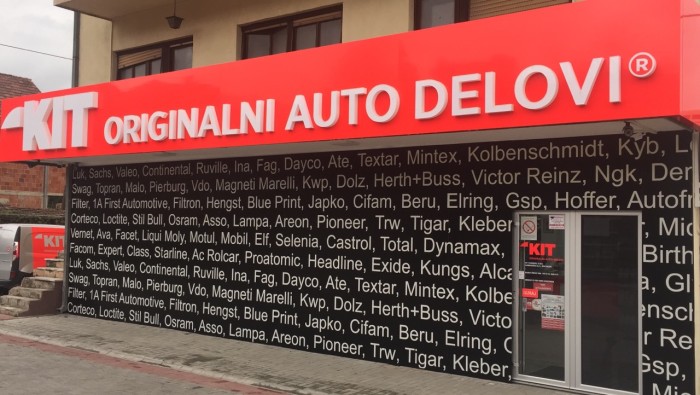 KIT ORIGINALNI AUTO DELOVI®
Luk, Sachs, Valeo, Continental, Ruville, Ina, Fag, Dayco, Ate, Textar, Mintex, Kolbenschmidt, Kyb,
Swag, Topran, Malo, Pierburg, Vdo, Magneti Marelli, Kwp, Dolz, Herth+Buss, Victor Reinz, Ngk,
Filter, 1A First Automotive, Filtron, Hengst, Blue Print, Japko, Cifam, Beru, Elring, Gsp, Hoffer,
Corteco, Loctite, Stil Bull, Osram, Asso, Lampa, Areon, Pioneer, Trw, Tigar, Kleber
Vernet, Ava, Facet, Liqui Moly, Motul, Mobil, Elf, Selenia, Castrol, Total, Dynamax,
Facom, Expert, Class, Starline, Ac Rolcar, Proatomic, Headline, Exide, Kungs,
Luk, Sachs, Valeo, Continental, Ruville, Ina, Fag, Dayco, Ate, Textar, Mintex,
Swag, Topran, Malo, Pierburg, Vdo, Magneti Marelli, Kwp, Dolz, Herth+Buss,
Filter, 1A First Automotive, Filtron, Hengst, Blue Print, Japko, Cifam, Beru, Elring,
Corteco, Loctite, Stil Bull, Osram, Asso, Lampa, Areon, Pioneer, Trw, Tigar, Kleber,
Gsp,
KIT
KIT